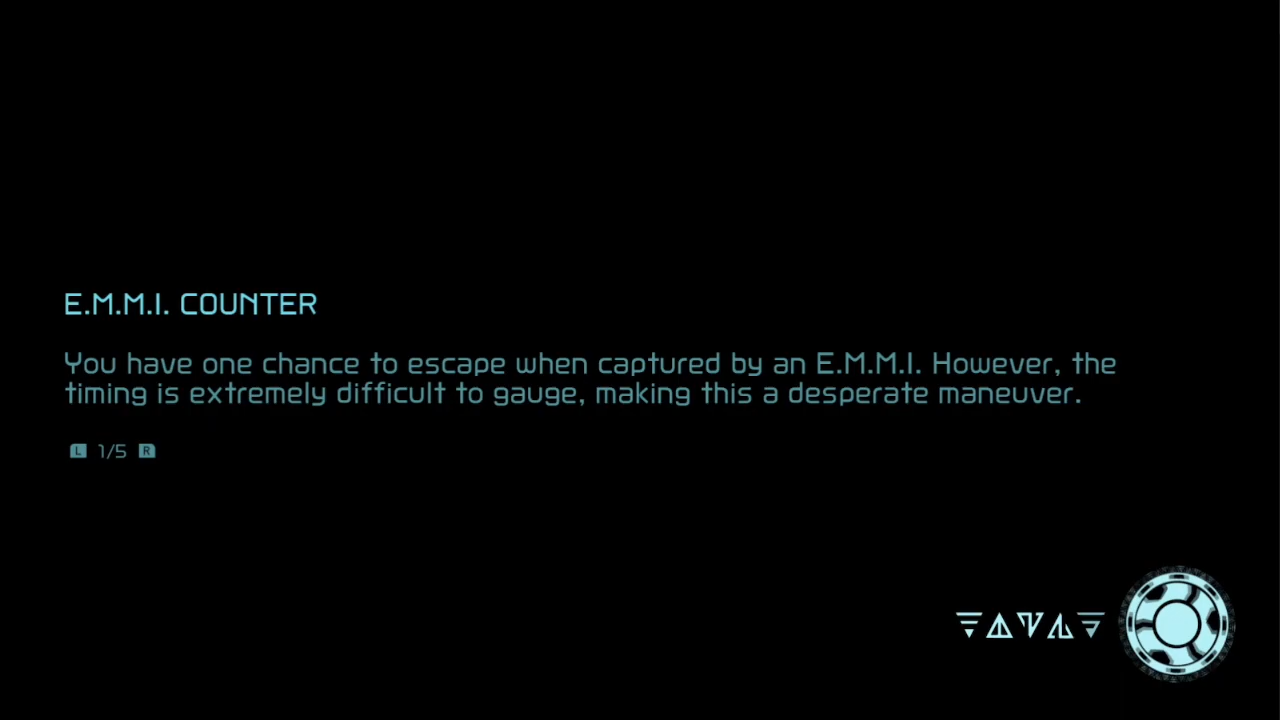 E.M.M.I. COUNTER
You have one chance to escape when captured by an E.M.M.I. However, the
timing is extremely difficult to gauge, making this a desperate maneuver.
L 1/5 R